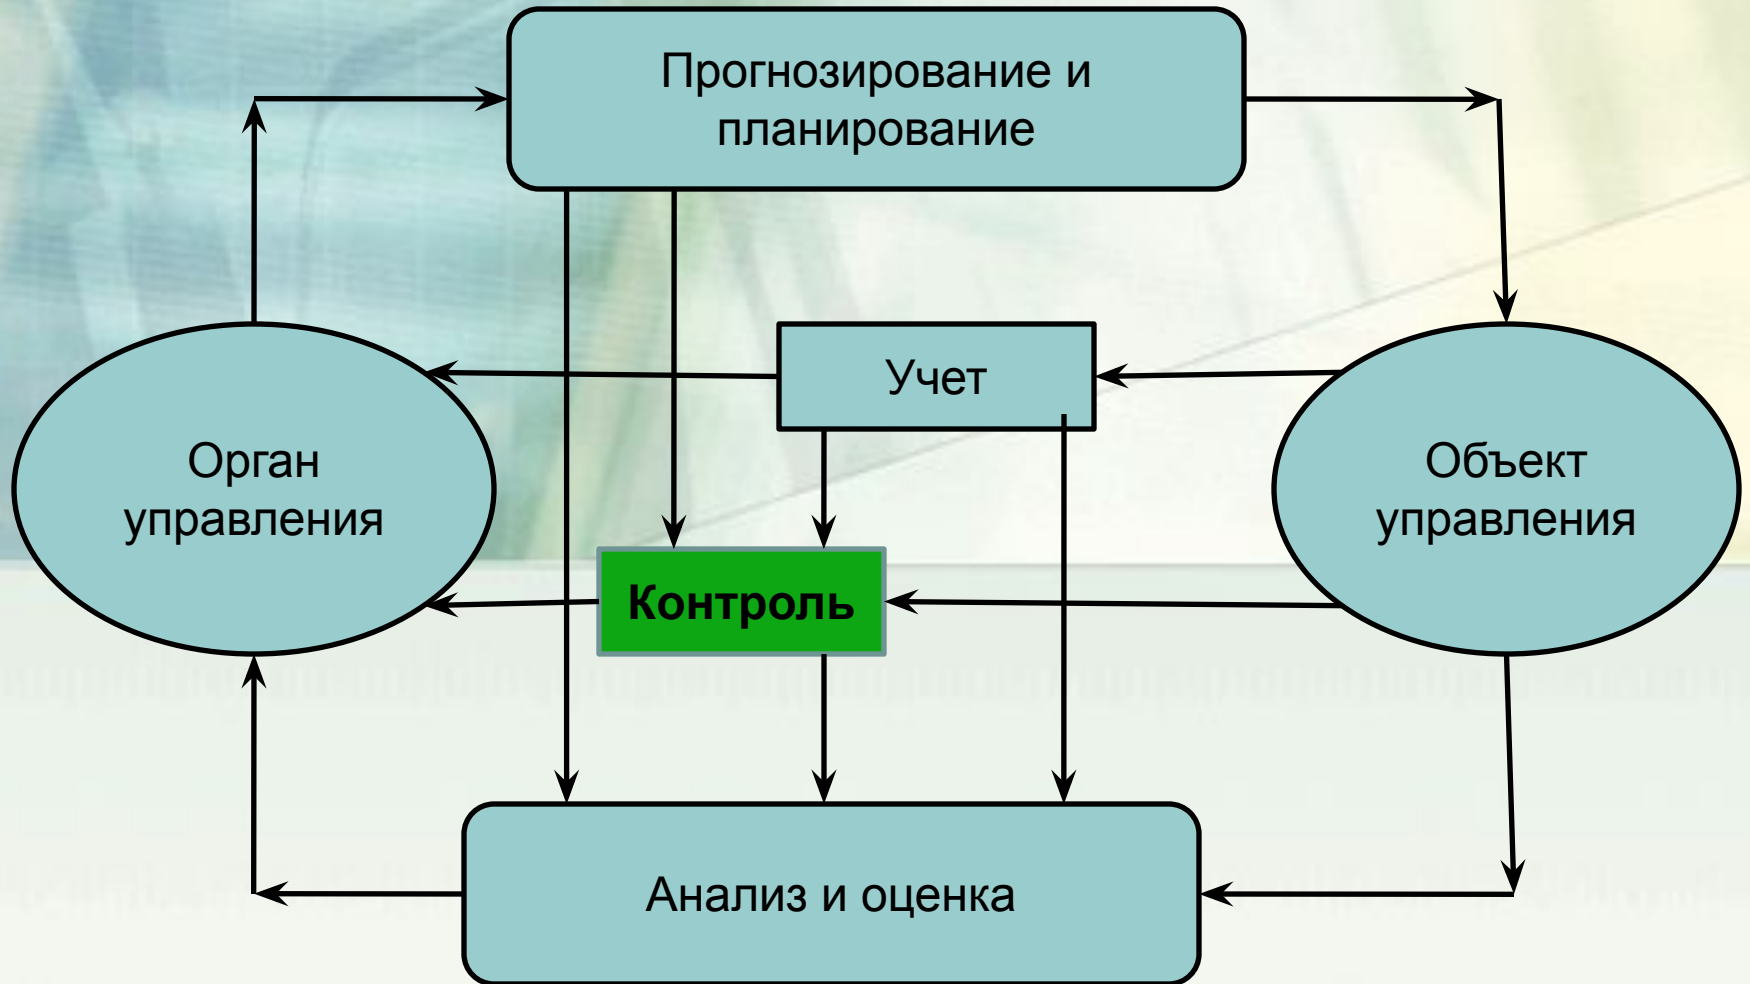 Прогнозирование и
планирование
Учет
Орган
управления
Объект
управления
Контроль
Анализ и оценка